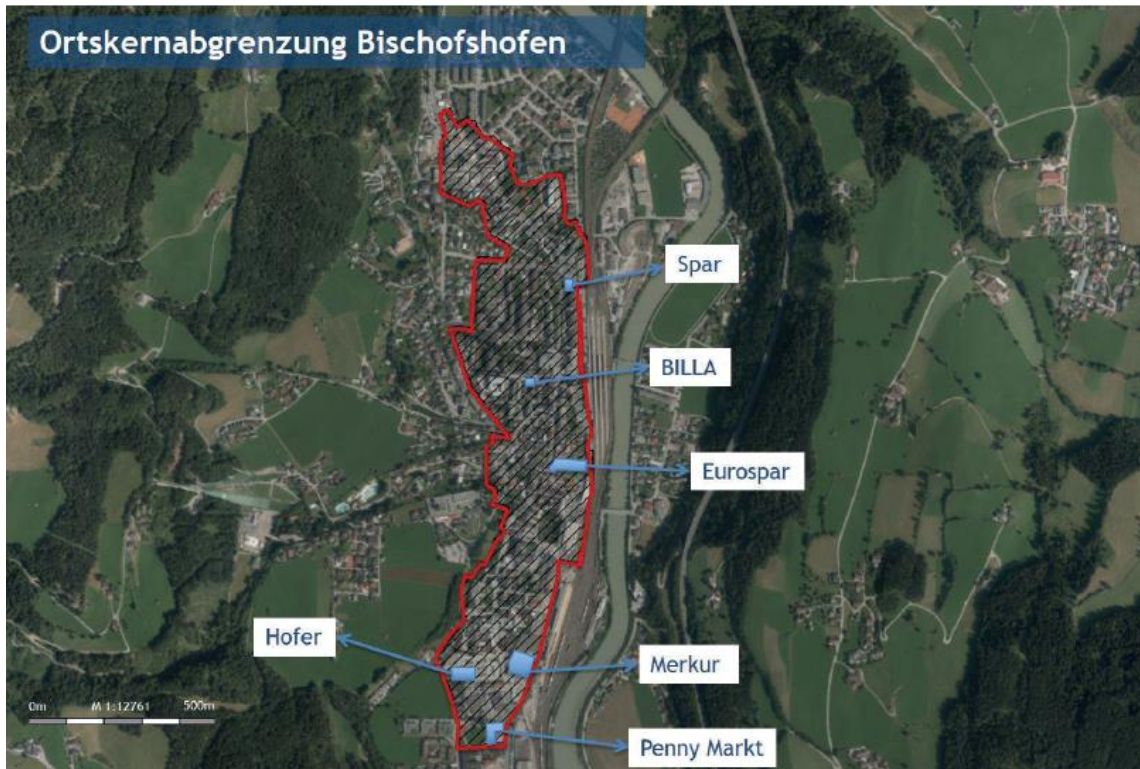 Ortskernabgrenzung Bischofshofen
Spar
BILLA
Eurospar
Hofer
Merkur
Penny Markt
0m M 1:12761 500m